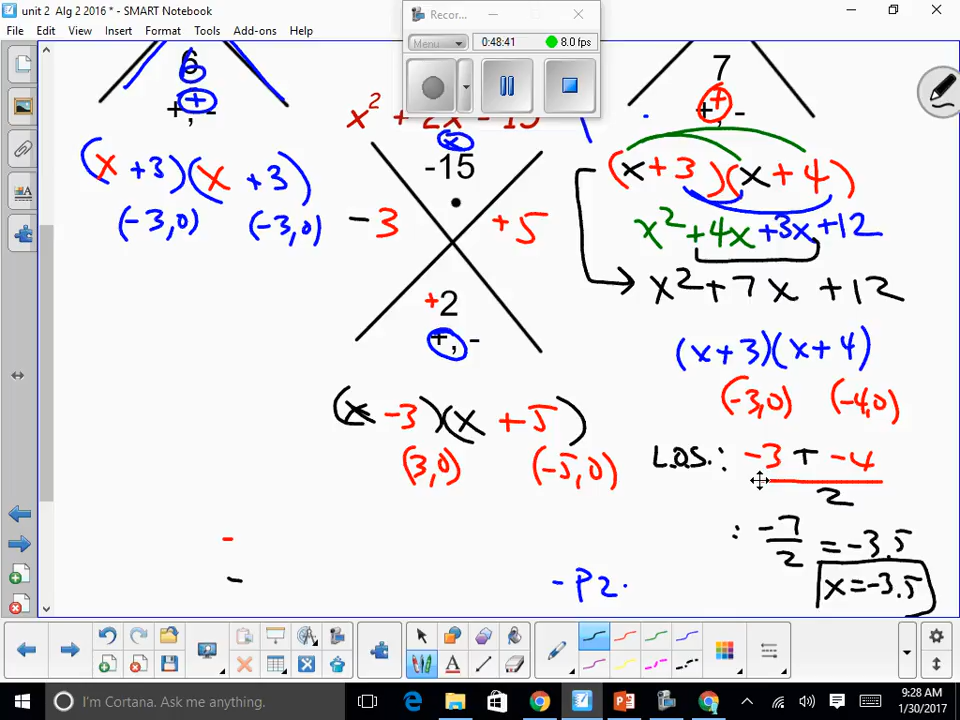 unit 2 Alg 2 2016 * - SMART Notebook
Recor...
File Edit View Insert Format Tools Add-ons Help
Menu 0:48:41 8.0 fps
6
+, -
x² + 2x - 15
x
-15
-3 +5
+2
+, -
7
+, -
(x +3)(x +3)
(-3,0) (-3,0)
(x -3)(x +5)
(3,0) (-5,0)
(x+3)(x+4)
x²+4x+3x+12
x²+7x+12
(x+3)(x+4)
(-3,0) (-4,0)
L.O.S.: -3 + -4
2
: -7
2
= -3.5
x=-3.5
-
-
- P2.
I'm Cortana. Ask me anything.
9:28 AM
1/30/2017